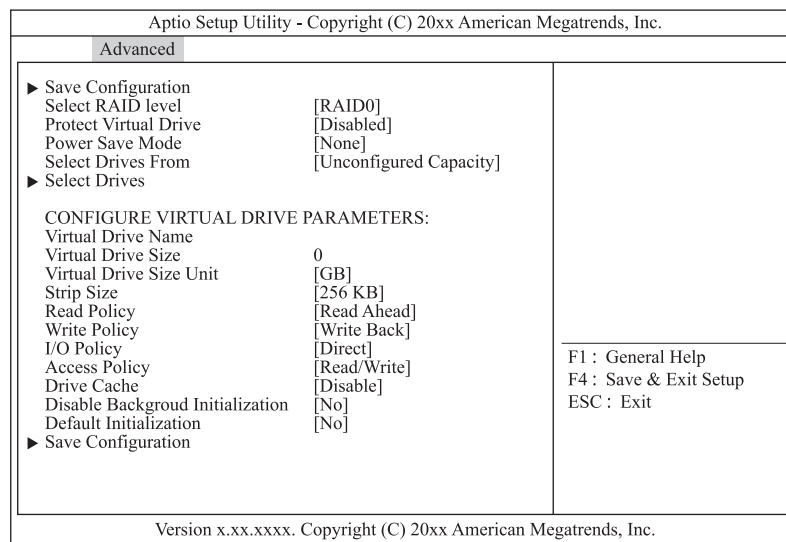 Aptio Setup Utility - Copyright (C) 20xx American Megatrends, Inc.
Advanced
▶ Save Configuration
Select RAID level [RAID0]
Protect Virtual Drive [Disabled]
Power Save Mode [None]
Select Drives From [Unconfigured Capacity]
▶ Select Drives
CONFIGURE VIRTUAL DRIVE PARAMETERS:
Virtual Drive Name
Virtual Drive Size 0
Virtual Drive Size Unit [GB]
Strip Size [256 KB]
Read Policy [Read Ahead]
Write Policy [Write Back]
I/O Policy [Direct]
Access Policy [Read/Write]
Drive Cache [Disable]
Disable Backgroud Initialization [No]
Default Initialization [No]
▶ Save Configuration
F1 : General Help
F4 : Save & Exit Setup
ESC : Exit
Version x.xx.xxxx. Copyright (C) 20xx American Megatrends, Inc.